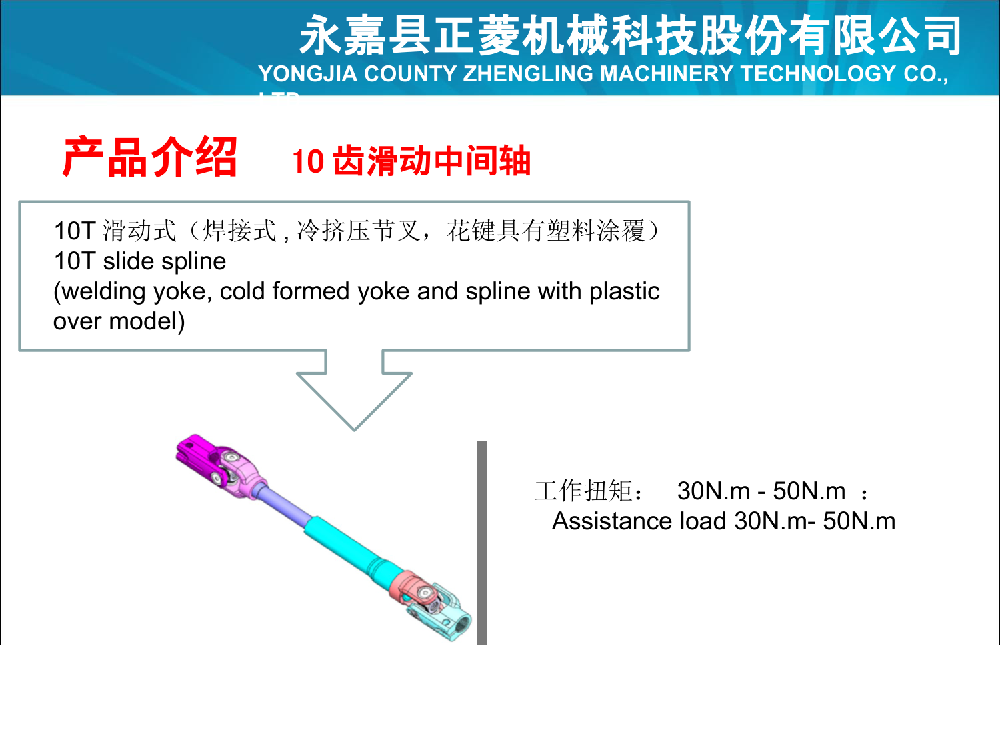 永嘉县正菱机械科技股份有限公司
YONGJIA COUNTY ZHENGLING MACHINERY TECHNOLOGY CO.,
LTD
产品介绍 10 齿滑动中间轴
10T 滑动式（焊接式 , 冷挤压节叉，花键具有塑料涂覆）
10T slide spline
(welding yoke, cold formed yoke and spline with plastic
over model)
工作扭矩： 30N.m - 50N.m ：
Assistance load 30N.m- 50N.m